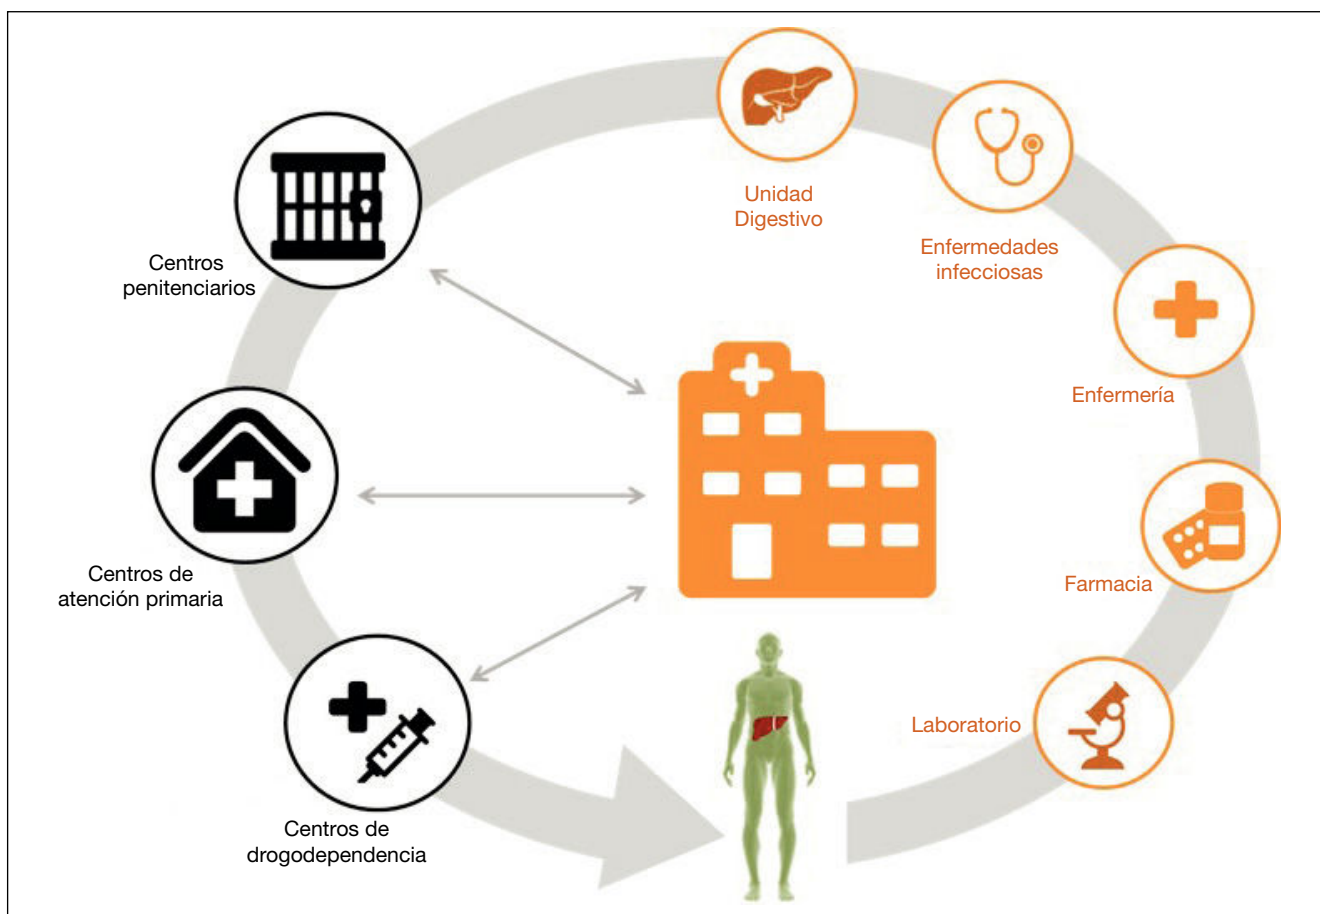 Unidad
Digestivo
Enfermedades
infecciosas
Centros
penitenciarios
Enfermería
Centros de
atención primaria
Farmacia
Laboratorio
Centros de
drogodependencia